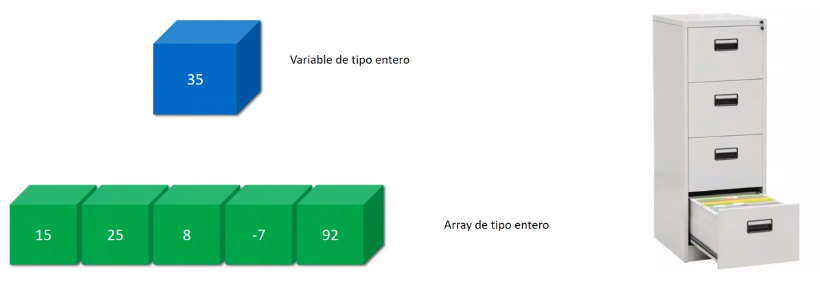 35
Variable de tipo entero
15 25 8 -7 92
Array de tipo entero